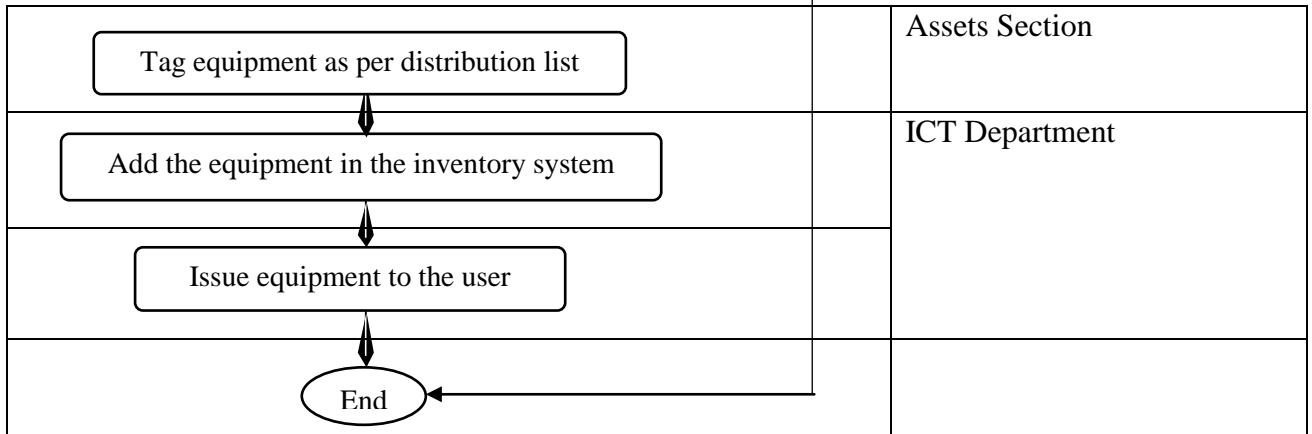 Assets Section
Tag equipment as per distribution list
ICT Department
Add the equipment in the inventory system
Issue equipment to the user
End